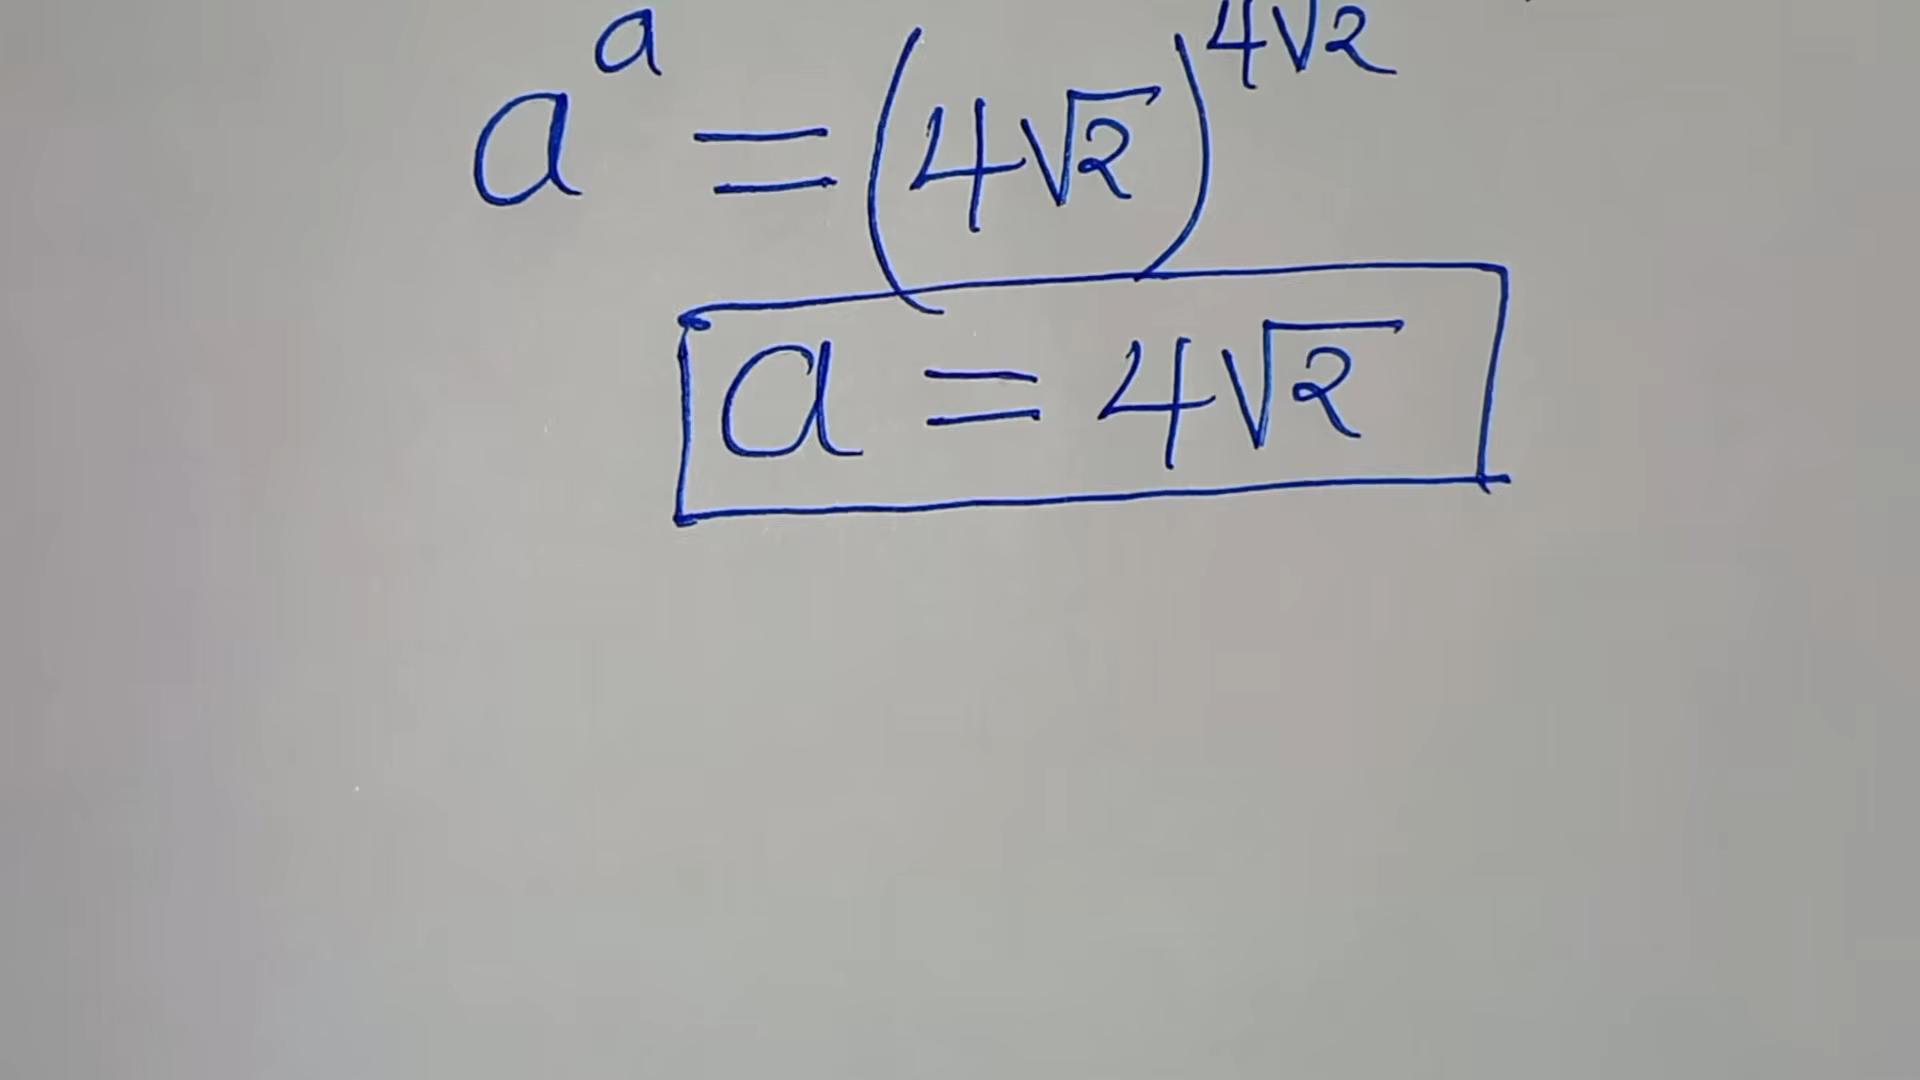 a^a = (4√2)^4√2
a = 4√2